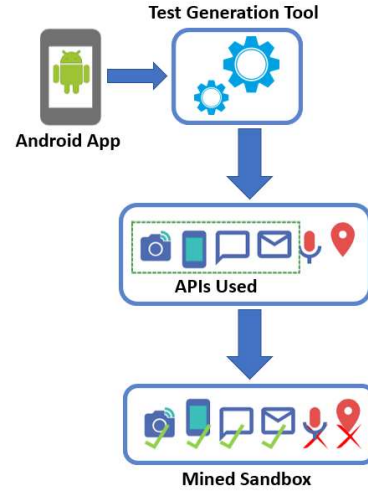 Test Generation Tool
Android App
APIs Used
Mined Sandbox